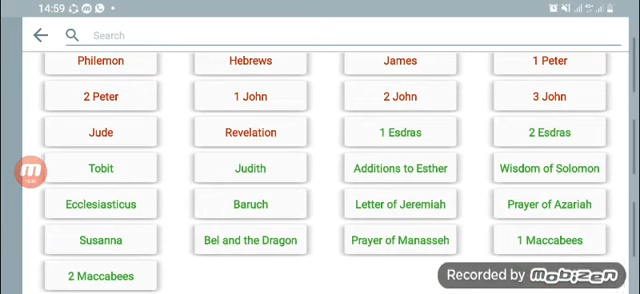 14:59
Search
Philemon Hebrews James 1 Peter
2 Peter 1 John 2 John 3 John
Jude Revelation 1 Esdras 2 Esdras
Tobit Judith Additions to Esther Wisdom of Solomon
Ecclesiasticus Baruch Letter of Jeremiah Prayer of Azariah
Susanna Bel and the Dragon Prayer of Manasseh 1 Maccabees
2 Maccabees
Recorded by Mobizen